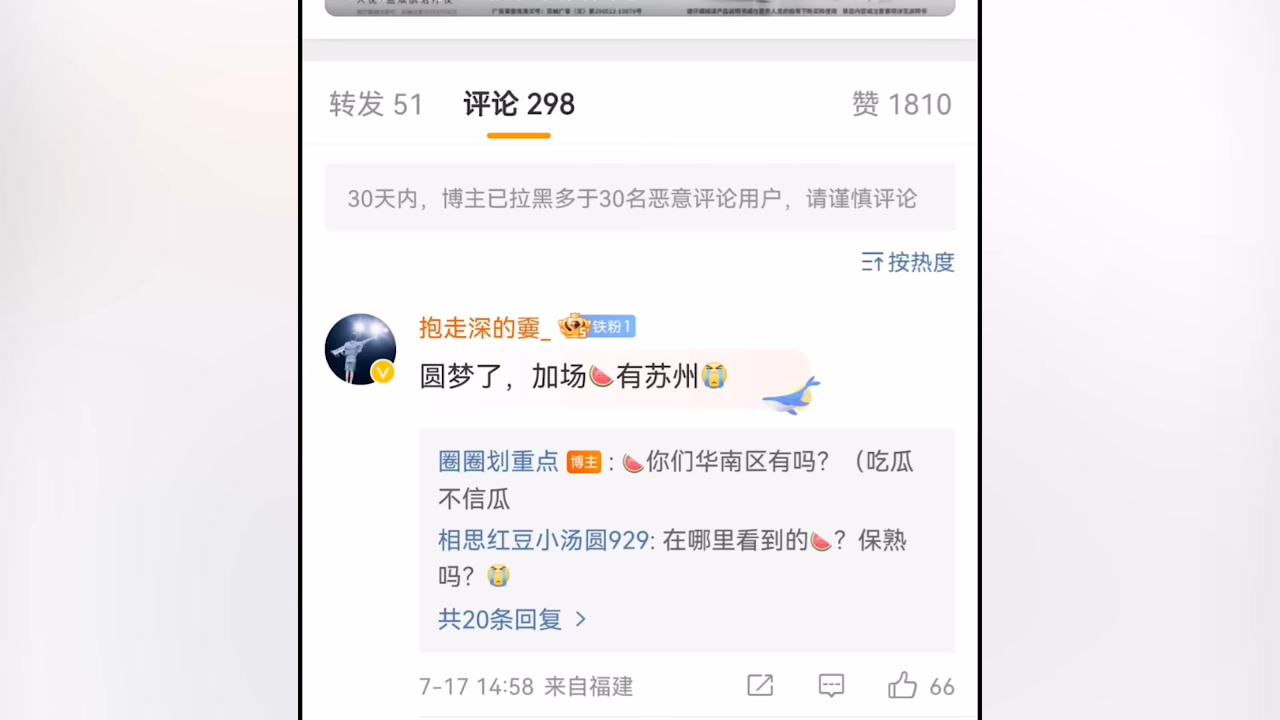 转发 51 评论 298 赞 1810
30天内，博主已拉黑多于30名恶意评论用户，请谨慎评论
按热度
抱走深的霎_ 5 铁粉1
圆梦了，加场🍉有苏州😭
圈圈划重点 博主 : 🍉你们华南区有吗？（吃瓜
不信瓜
相思红豆小汤圆929: 在哪里看到的🍉？保熟
吗？😭
共20条回复 >
7-17 14:58 来自福建 66